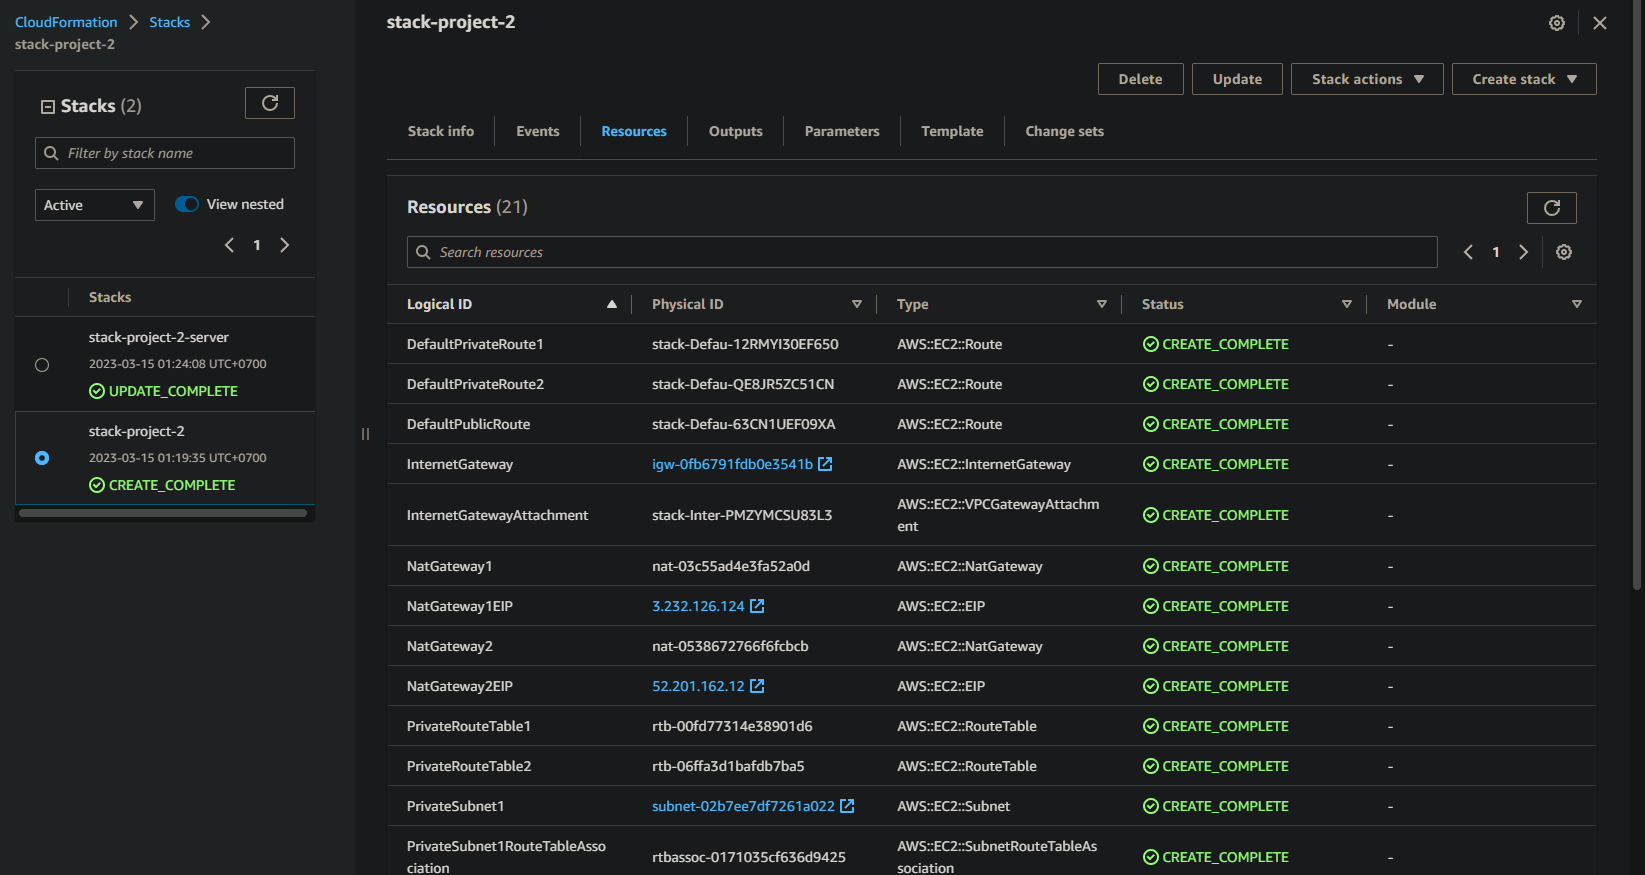 CloudFormation > Stacks >
stack-project-2
Stacks (2)
Filter by stack name
Active
View nested
1
Stacks
stack-project-2-server
2023-03-15 01:24:08 UTC+0700
UPDATE_COMPLETE
stack-project-2
2023-03-15 01:19:35 UTC+0700
CREATE_COMPLETE
stack-project-2
Delete Update Stack actions Create stack
Stack info Events Resources Outputs Parameters Template Change sets
Resources (21)
Search resources
1
Logical ID Physical ID Type Status Module
DefaultPrivateRoute1 stack-Defau-12RMYI30EF650 AWS::EC2::Route CREATE_COMPLETE -
DefaultPrivateRoute2 stack-Defau-QE8JR5ZC51CN AWS::EC2::Route CREATE_COMPLETE -
DefaultPublicRoute stack-Defau-63CN1UEF09XA AWS::EC2::Route CREATE_COMPLETE -
InternetGateway igw-0fb6791fdb0e3541b AWS::EC2::InternetGateway CREATE_COMPLETE -
InternetGatewayAttachment stack-Inter-PMZYMCSU83L3 AWS::EC2::VPCGatewayAttachm
ent CREATE_COMPLETE -
NatGateway1 nat-03c55ad4e3fa52a0d AWS::EC2::NatGateway CREATE_COMPLETE -
NatGateway1EIP 3.232.126.124 AWS::EC2::EIP CREATE_COMPLETE -
NatGateway2 nat-0538672766f6fcbcb AWS::EC2::NatGateway CREATE_COMPLETE -
NatGateway2EIP 52.201.162.12 AWS::EC2::EIP CREATE_COMPLETE -
PrivateRouteTable1 rtb-00fd77314e38901d6 AWS::EC2::RouteTable CREATE_COMPLETE -
PrivateRouteTable2 rtb-06ffa3d1bafdb7ba5 AWS::EC2::RouteTable CREATE_COMPLETE -
PrivateSubnet1 subnet-02b7ee7df7261a022 AWS::EC2::Subnet CREATE_COMPLETE -
PrivateSubnet1RouteTableAsso
ciation rtbassoc-0171035cf636d9425 AWS::EC2::SubnetRouteTableAs
sociation CREATE_COMPLETE -